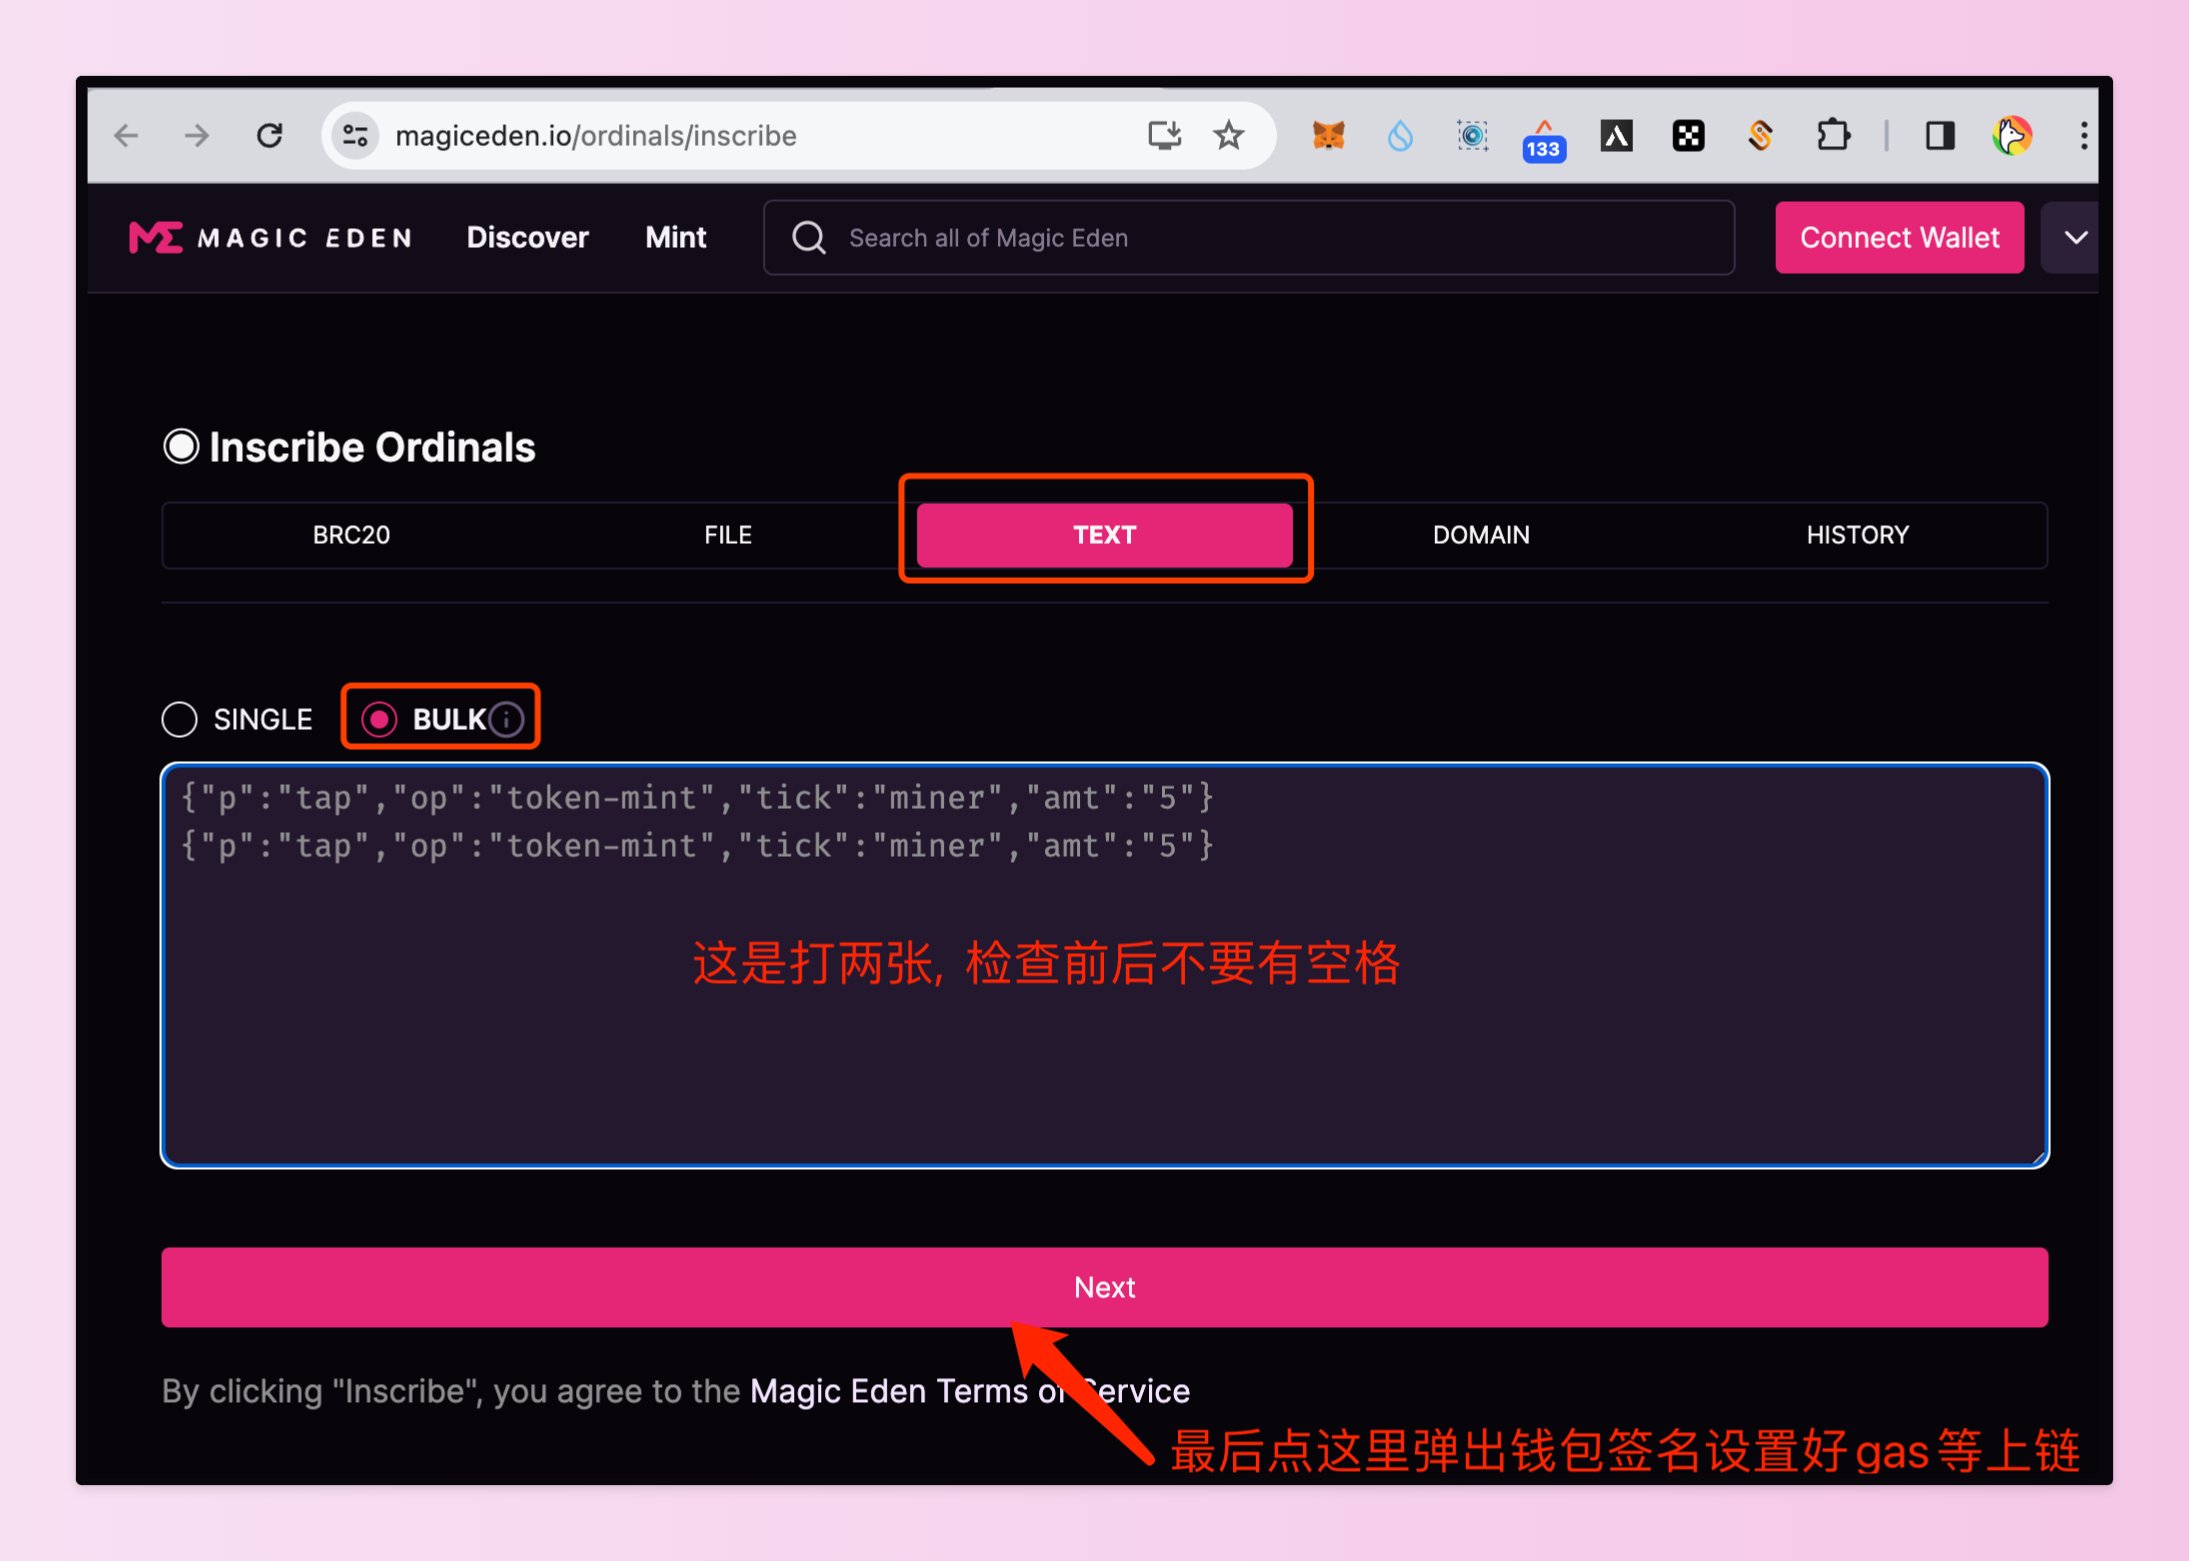 magiceden.io/ordinals/inscribe
133
MAGIC EDEN
Discover
Mint
Search all of Magic Eden
Connect Wallet
Inscribe Ordinals
BRC20
FILE
TEXT
DOMAIN
HISTORY
SINGLE
BULK
{"p":"tap","op":"token-mint","tick":"miner","amt":"5"}
{"p":"tap","op":"token-mint","tick":"miner","amt":"5"}
这是打两张, 检查前后不要有空格
Next
By clicking "Inscribe", you agree to the Magic Eden Terms of Service
最后点这里弹出钱包签名设置好gas等上链